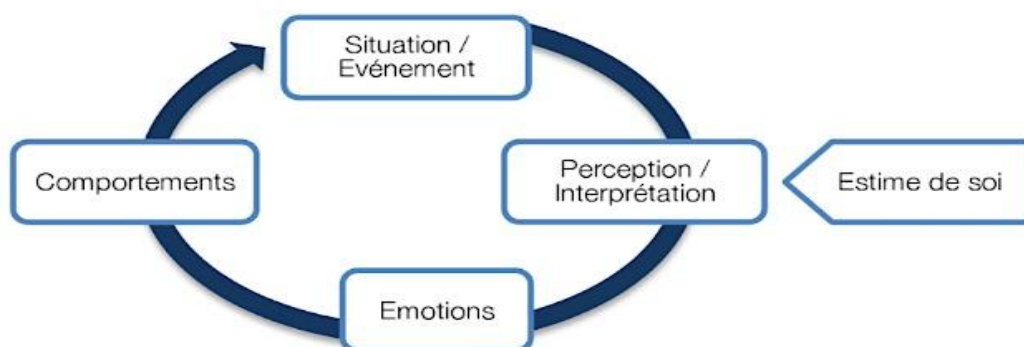 Situation /
Evénement
Perception /
Interprétation
Estime de soi
Emotions
Comportements